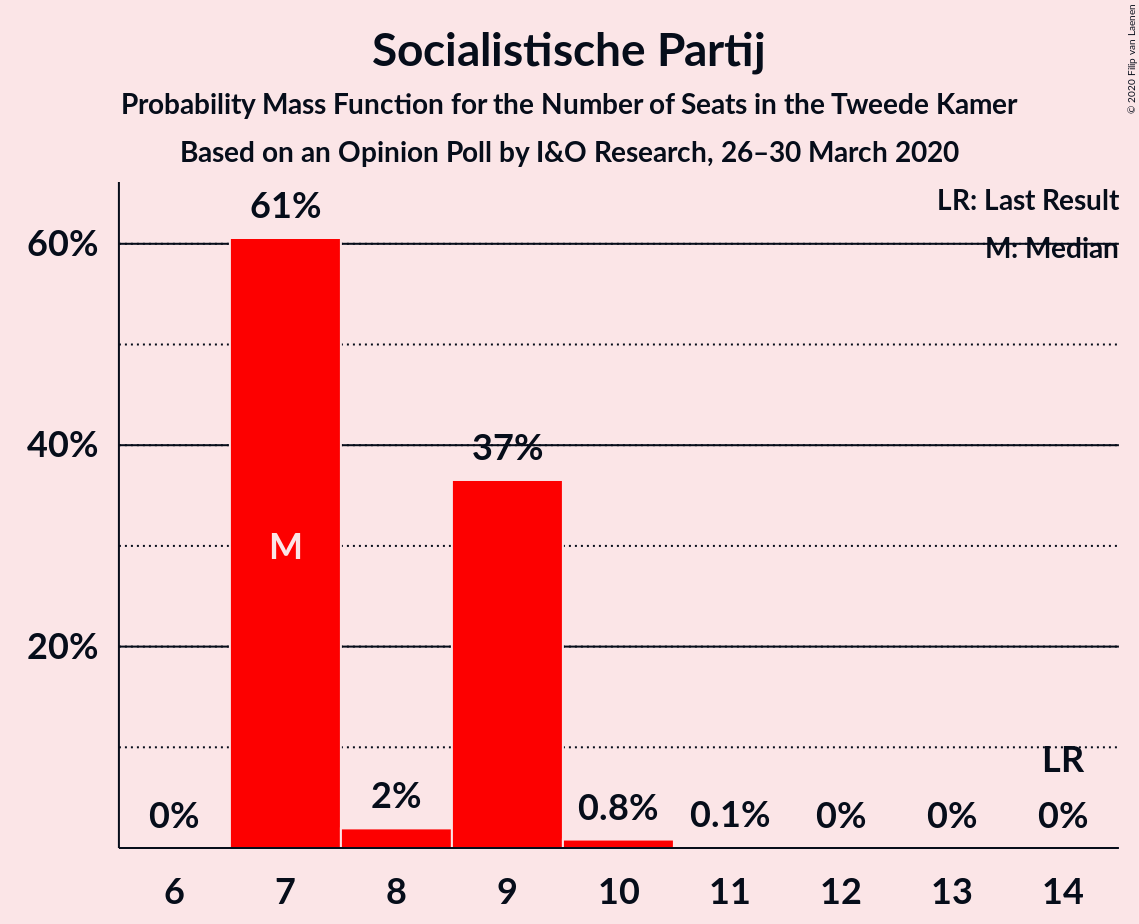 Socialistische Partij
Probability Mass Function for the Number of Seats in the Tweede Kamer
Based on an Opinion Poll by I&O Research, 26–30 March 2020
© 2020 Filip van Laenen
LR: Last Result
M: Median
60%
40%
20%
0%
61%
M
2%
37%
0.8%
0.1%
0%
0%
LR
0%
6 7 8 9 10 11 12 13 14